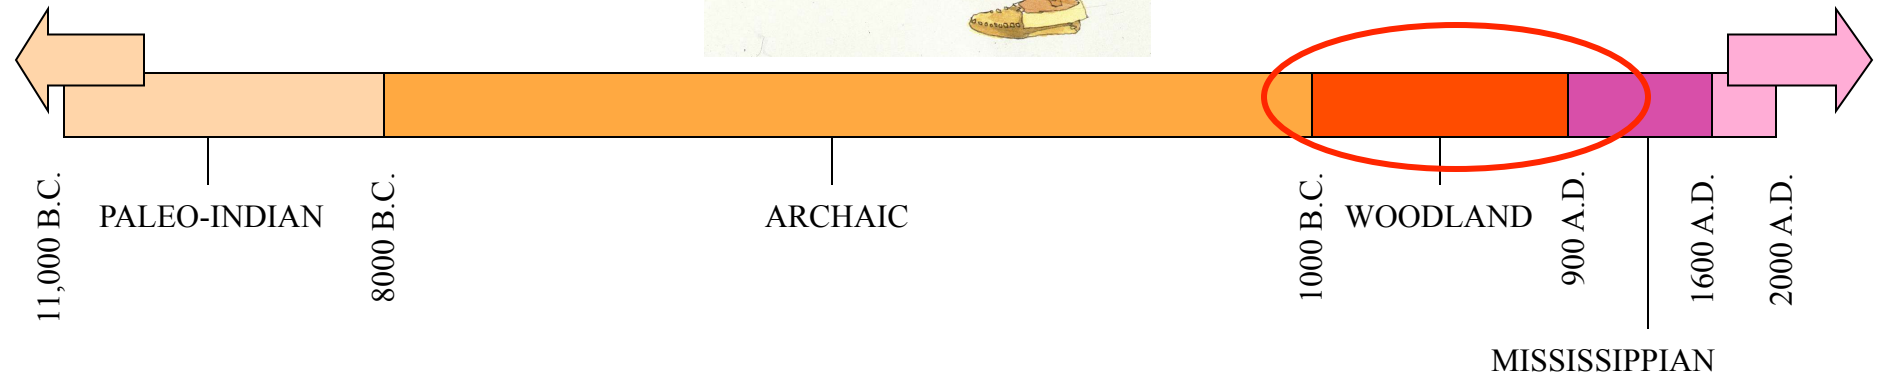 11,000 B.C.
PALEO-INDIAN
8000 B.C.
ARCHAIC
1000 B.C.
WOODLAND
900 A.D.
1600 A.D.
2000 A.D.
MISSISSIPPIAN